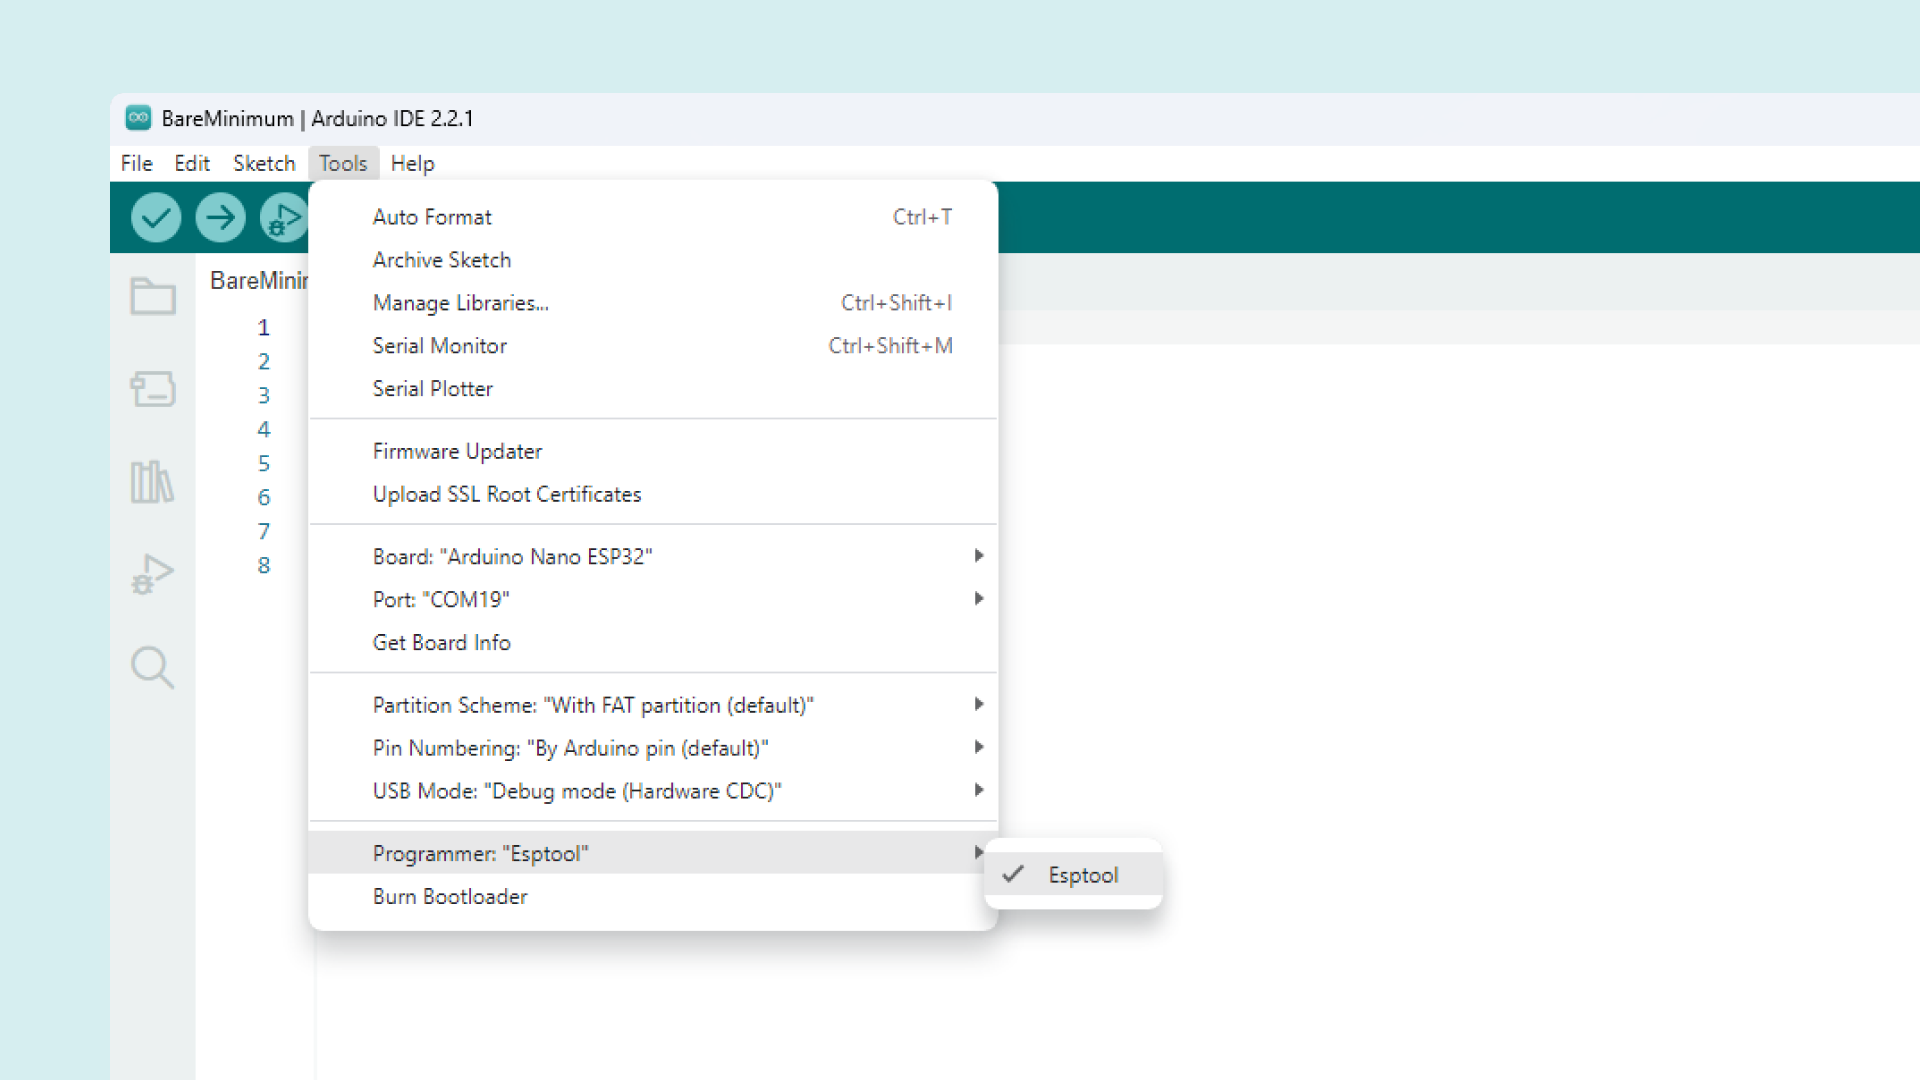 BareMinimum | Arduino IDE 2.2.1
File Edit Sketch Tools Help
Auto Format Ctrl+T
Archive Sketch
BareMinim
Manage Libraries... Ctrl+Shift+I
1
Serial Monitor Ctrl+Shift+M
2
Serial Plotter
3
4
Firmware Updater
5
Upload SSL Root Certificates
6
7
Board: "Arduino Nano ESP32"
8
Port: "COM19"
Get Board Info
Partition Scheme: "With FAT partition (default)"
Pin Numbering: "By Arduino pin (default)"
USB Mode: "Debug mode (Hardware CDC)"
Programmer: "Esptool"
Esptool
Burn Bootloader